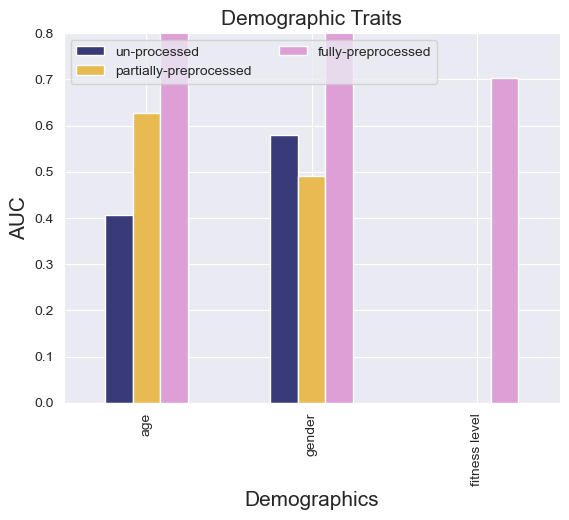 Demographic Traits
un-processed
partially-preprocessed
fully-preprocessed
AUC
0.8
0.7
0.6
0.5
0.4
0.3
0.2
0.1
0.0
age
gender
fitness level
Demographics